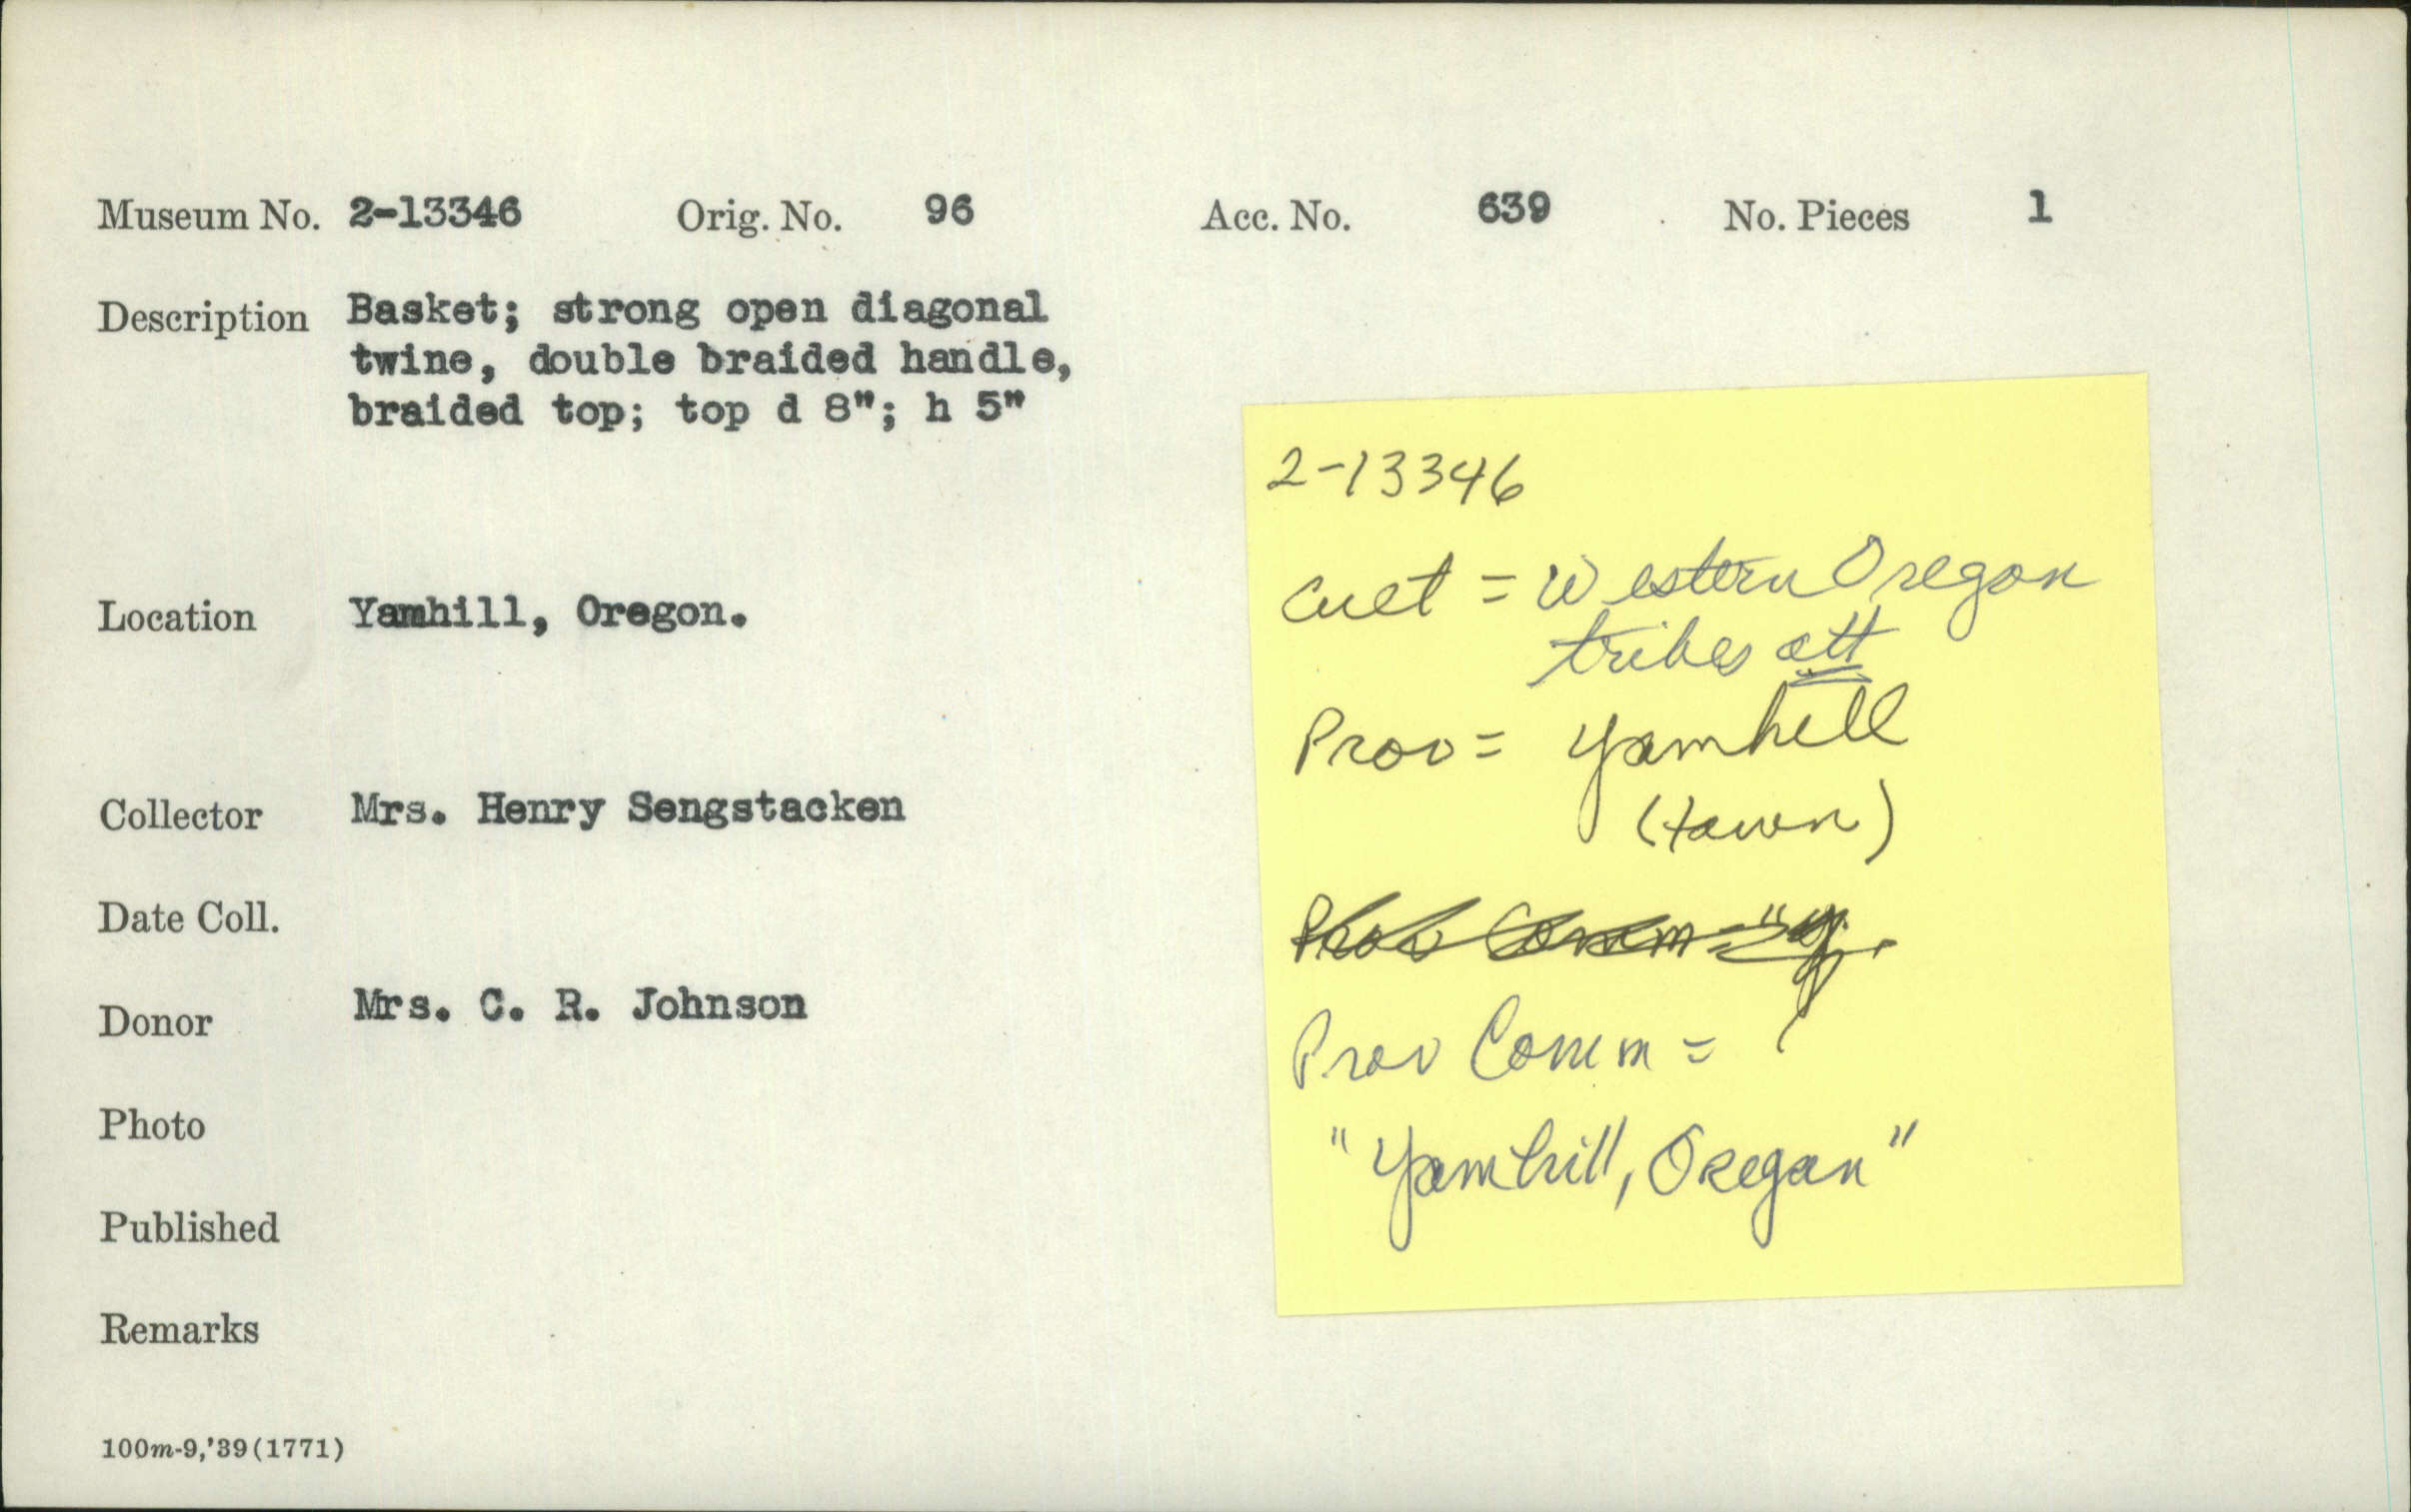 Museum No. 2-13346 Orig. No. 96 Acc. No. 639 No. Pieces 1
Description Basket; strong open diagonal
twine, double braided handle,
braided top; top d 8"; h 5"
Location Yamhill, Oregon.
Collector Mrs. Henry Sengstacken
Date Coll.
Donor Mrs. C. R. Johnson
Photo
Published
Remarks
100m-9,'39(1771)
2-13346
Cult = Western Oregon
tribes att
Prov = Yamhill
(town)
Prov Comm = "Y
Prov Comm =
"Yamhill, Oregon"